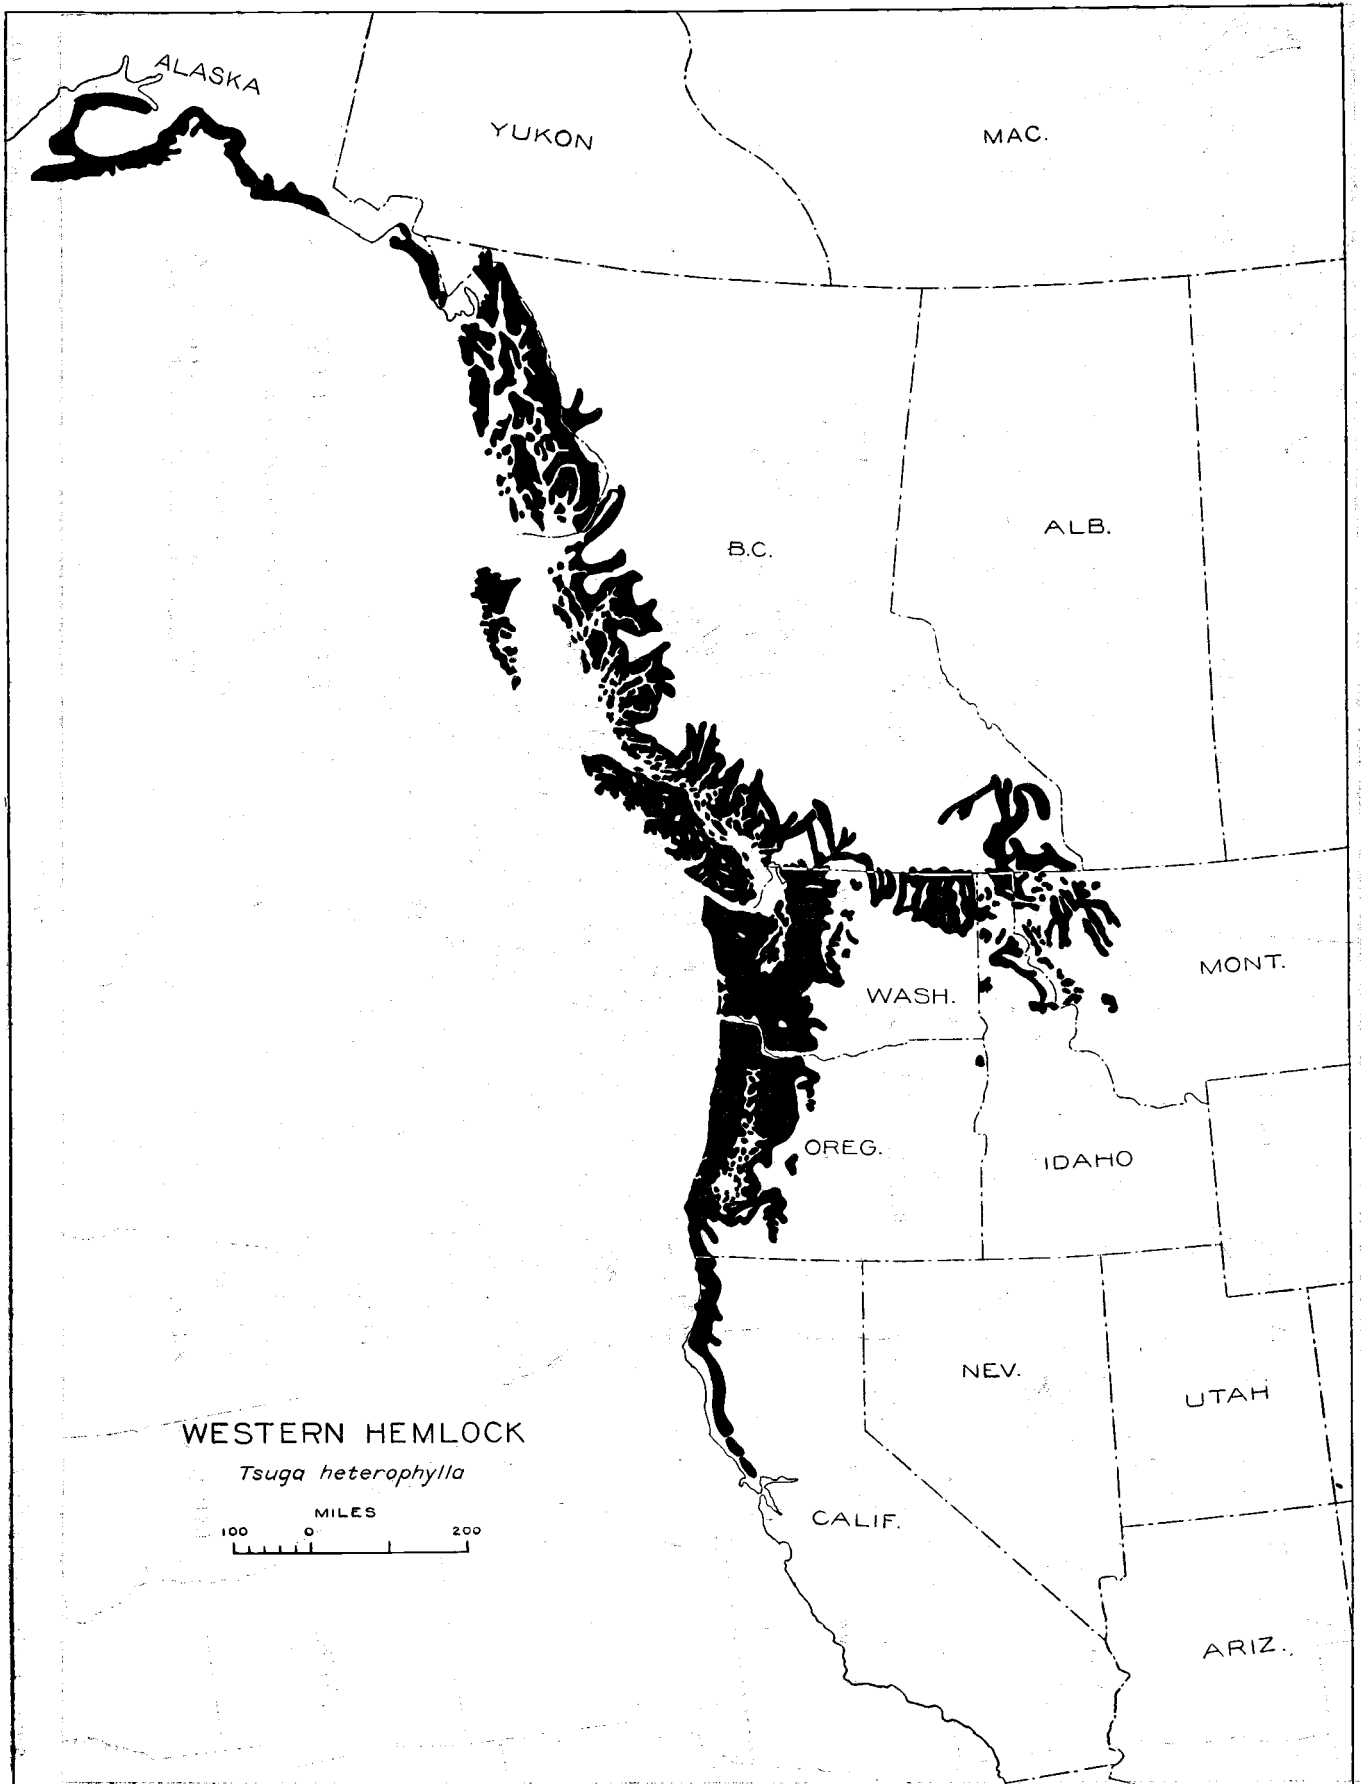 ALASKA
YUKON
MAC.
B.C.
ALB.
WASH.
MONT.
OREG.
IDAHO
NEV.
UTAH
WESTERN HEMLOCK
Tsuga heterophylla
MILES
100 0 200
CALIF.
ARIZ.